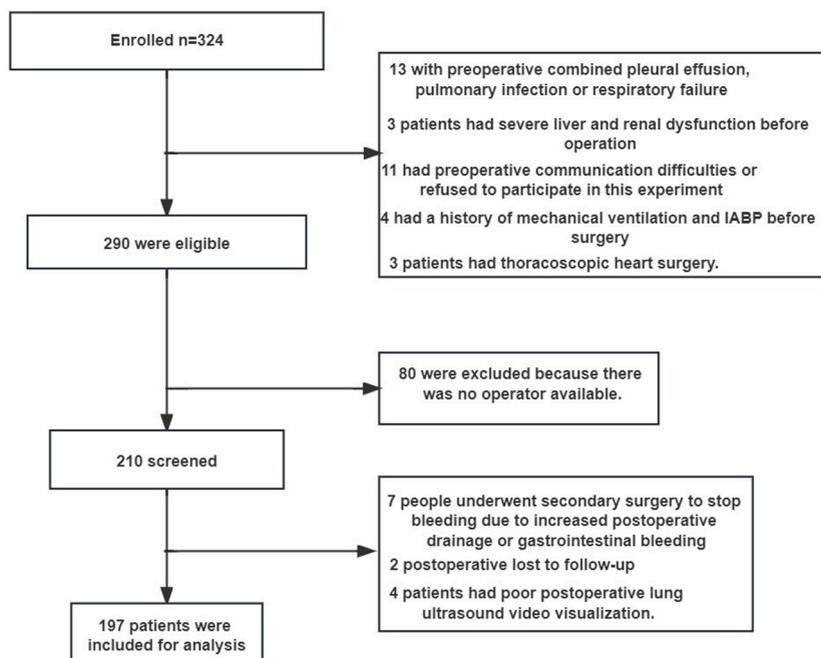 Enrolled n=324
13 with preoperative combined pleural effusion,
pulmonary infection or respiratory failure
3 patients had severe liver and renal dysfunction before
operation
11 had preoperative communication difficulties or
refused to participate in this experiment
4 had a history of mechanical ventilation and IABP before
surgery
3 patients had thoracoscopic heart surgery.
290 were eligible
80 were excluded because there
was no operator available.
210 screened
7 people underwent secondary surgery to stop
bleeding due to increased postoperative
drainage or gastrointestinal bleeding
2 postoperative lost to follow-up
4 patients had poor postoperative lung
ultrasound video visualization.
197 patients were
included for analysis